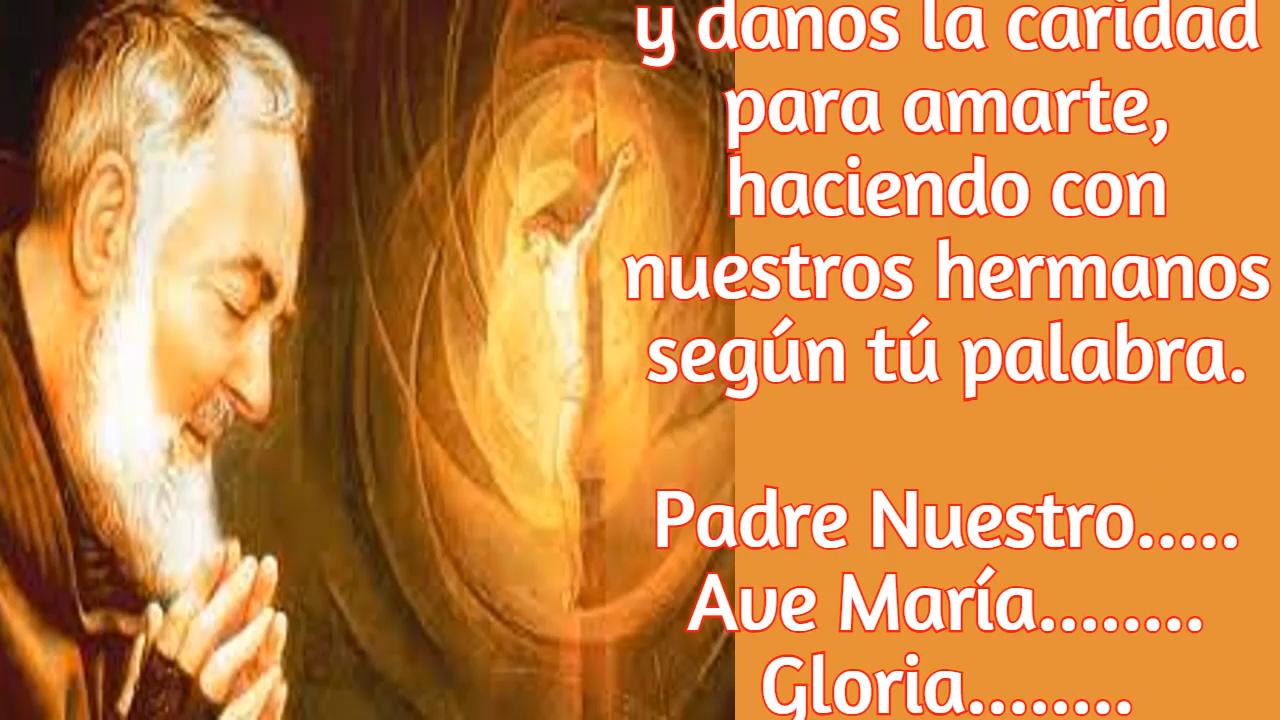 y danos la caridad
para amarte,
haciendo con
nuestros hermanos
según tú palabra.
Padre Nuestro.....
Ave María........
Gloria........